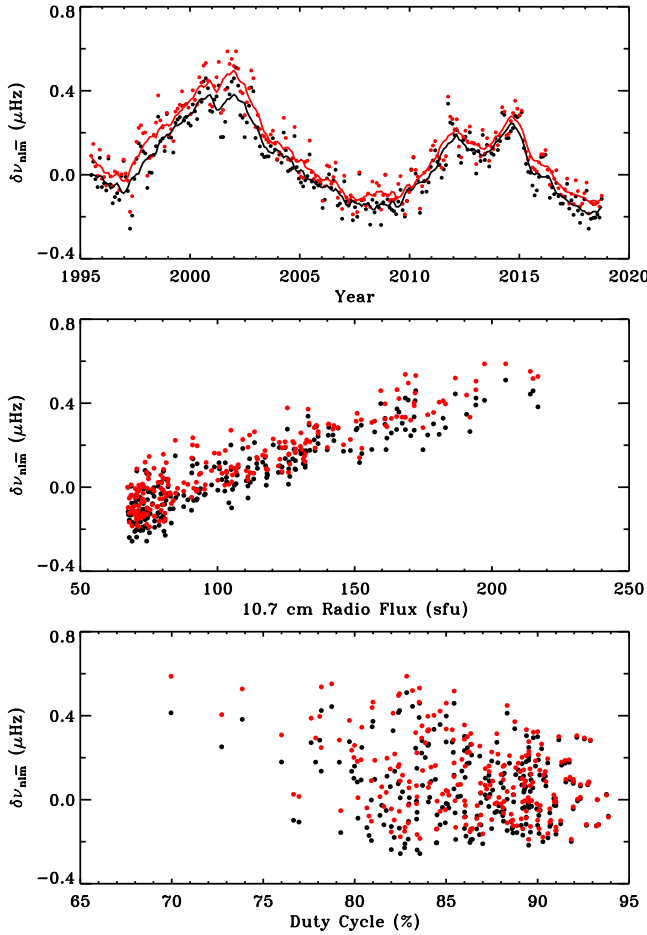 0.8
0.4
0.0
−0.4
δν_nlm̅ (μHz)
1995 2000 2005 2010 2015 2020
Year
0.8
0.4
0.0
−0.4
δν_nlm̅ (μHz)
50 100 150 200 250
10.7 cm Radio Flux (sfu)
0.8
0.4
0.0
−0.4
δν_nlm̅ (μHz)
65 70 75 80 85 90 95
Duty Cycle (%)